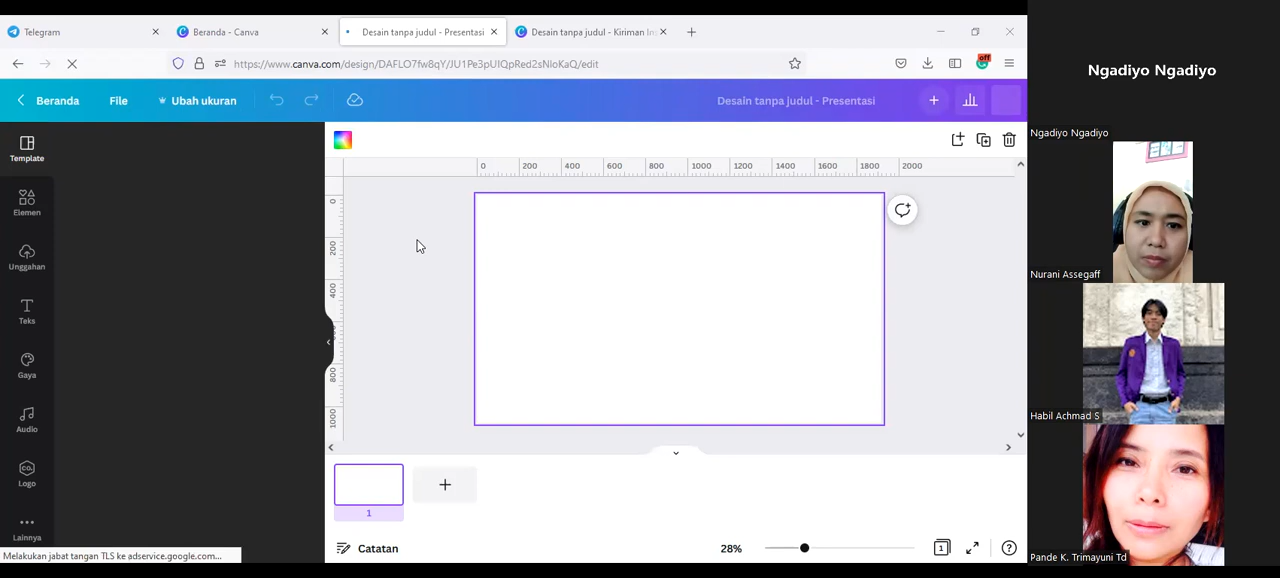 Telegram
Beranda - Canva
Desain tanpa judul - Presentasi
Desain tanpa judul - Kiriman In
https://www.canva.com/design/DAFLO7fw8qY/JU1Pe3pUIQpRed2sNloKaQ/edit
off
Beranda
File
Ubah ukuran
Desain tanpa judul - Presentasi
Template
Elemen
Unggahan
Teks
Gaya
Audio
CO.
Logo
Lainnya
0 200 400 600 800 1000 1200 1400 1600 1800 2000
0
200
400
800
1000
1
Catatan
28%
1
Melakukan jabat tangan TLS ke adservice.google.com...
Ngadiyo Ngadiyo
Ngadiyo Ngadiyo
Nurani Assegaff
Habil Achmad S
Pande K. Trimayuni Td